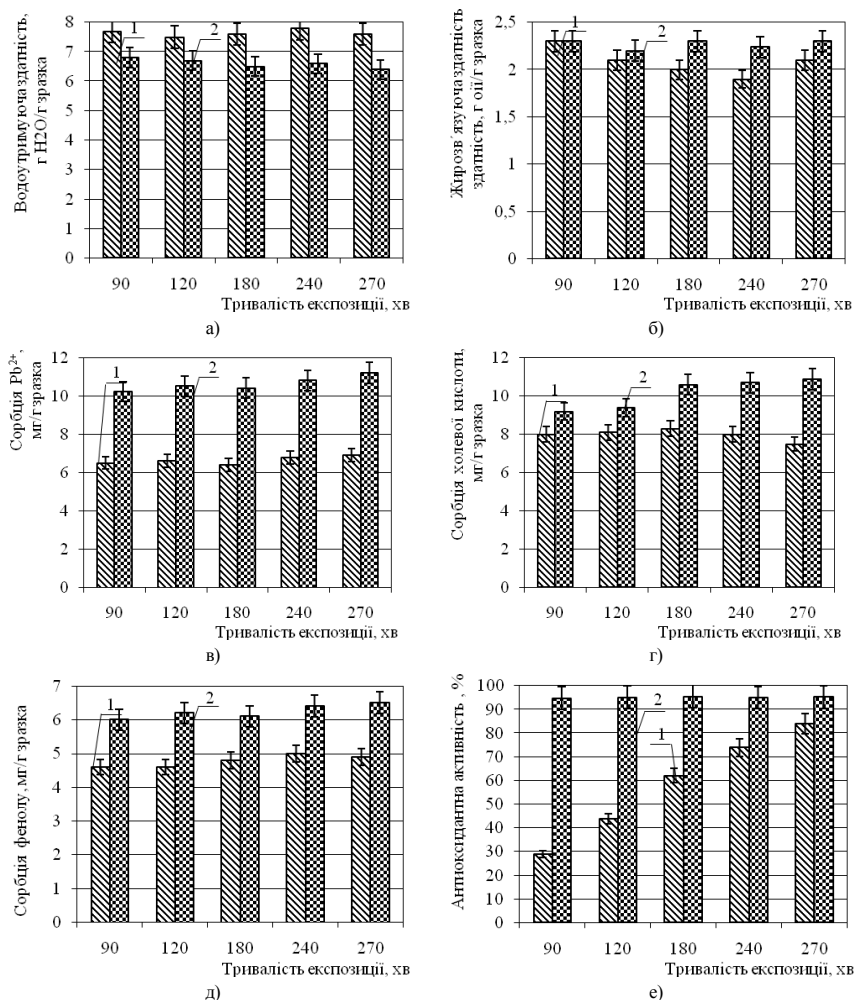 Водоутримуюча здатність,
г H2O/г зразка
8
7
6
5
4
3
2
1
0
1
2
90 120 180 240 270
Тривалість експозиції, хв
а)
Жирозв´язуюча здатність
здатність, г олії/г зразка
2,5
2
1,5
1
0,5
0
1
2
90 120 180 240 270
Тривалість експозиції, хв
б)
Сорбція Pb²⁺,
мг/г зразка
12
10
8
6
4
2
0
1
2
90 120 180 240 270
Тривалість експозиції, хв
в)
Сорбція холевої кислоти,
мг/г зразка
12
10
8
6
4
2
0
1
2
90 120 180 240 270
Тривалість експозиції, хв
г)
Сорбція фенолу ,мг/г зразка
7
6
5
4
3
2
1
0
1
2
90 120 180 240 270
Тривалість експозиції, хв
д)
Антиоксидантна активність , %
100
90
80
70
60
50
40
30
20
10
0
2
1
90 120 180 240 270
Тривалість експозиції, хв
е)